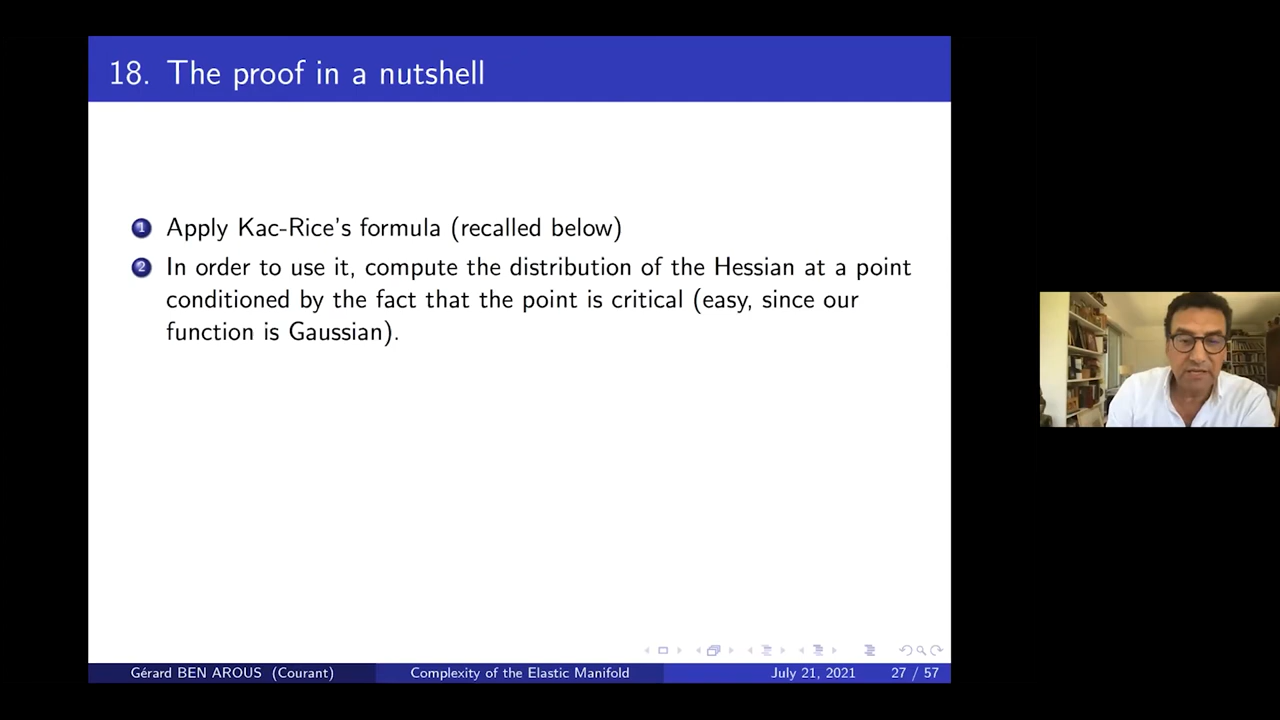 18. The proof in a nutshell
1 Apply Kac-Rice's formula (recalled below)
2 In order to use it, compute the distribution of the Hessian at a point
conditioned by the fact that the point is critical (easy, since our
function is Gaussian).
Gérard BEN AROUS (Courant) Complexity of the Elastic Manifold July 21, 2021 27 / 57